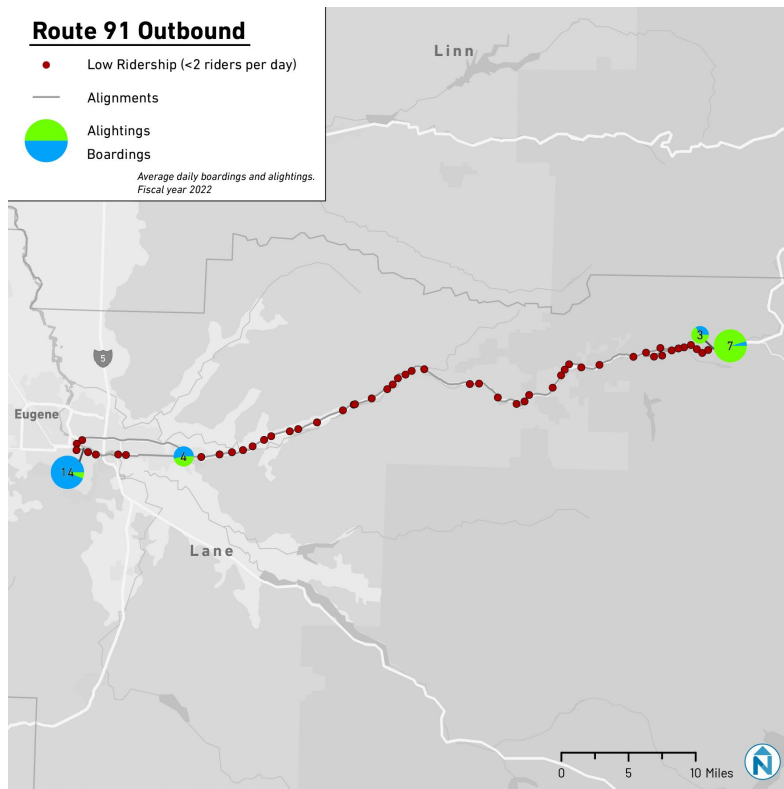 Route 91 Outbound
Low Ridership (<2 riders per day)
Alignments
Alightings
Boardings
Average daily boardings and alightings.
Fiscal year 2022
Linn
5
3
7
Eugene
4
14
Lane
0 5 10 Miles
N